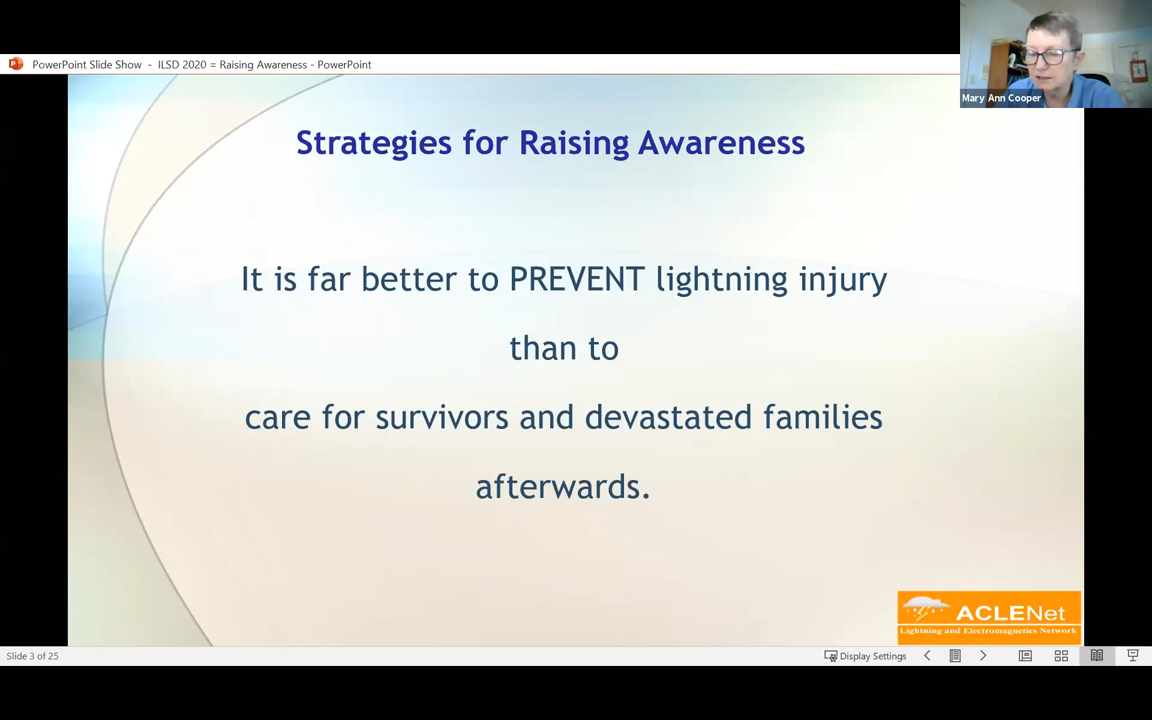 PowerPoint Slide Show - ILSD 2020 = Raising Awareness - PowerPoint
Mary Ann Cooper
Strategies for Raising Awareness
It is far better to PREVENT lightning injury
than to
care for survivors and devastated families
afterwards.
ACLENet
Lightning and Electromagnetics Network
Slide 3 of 25
Display Settings